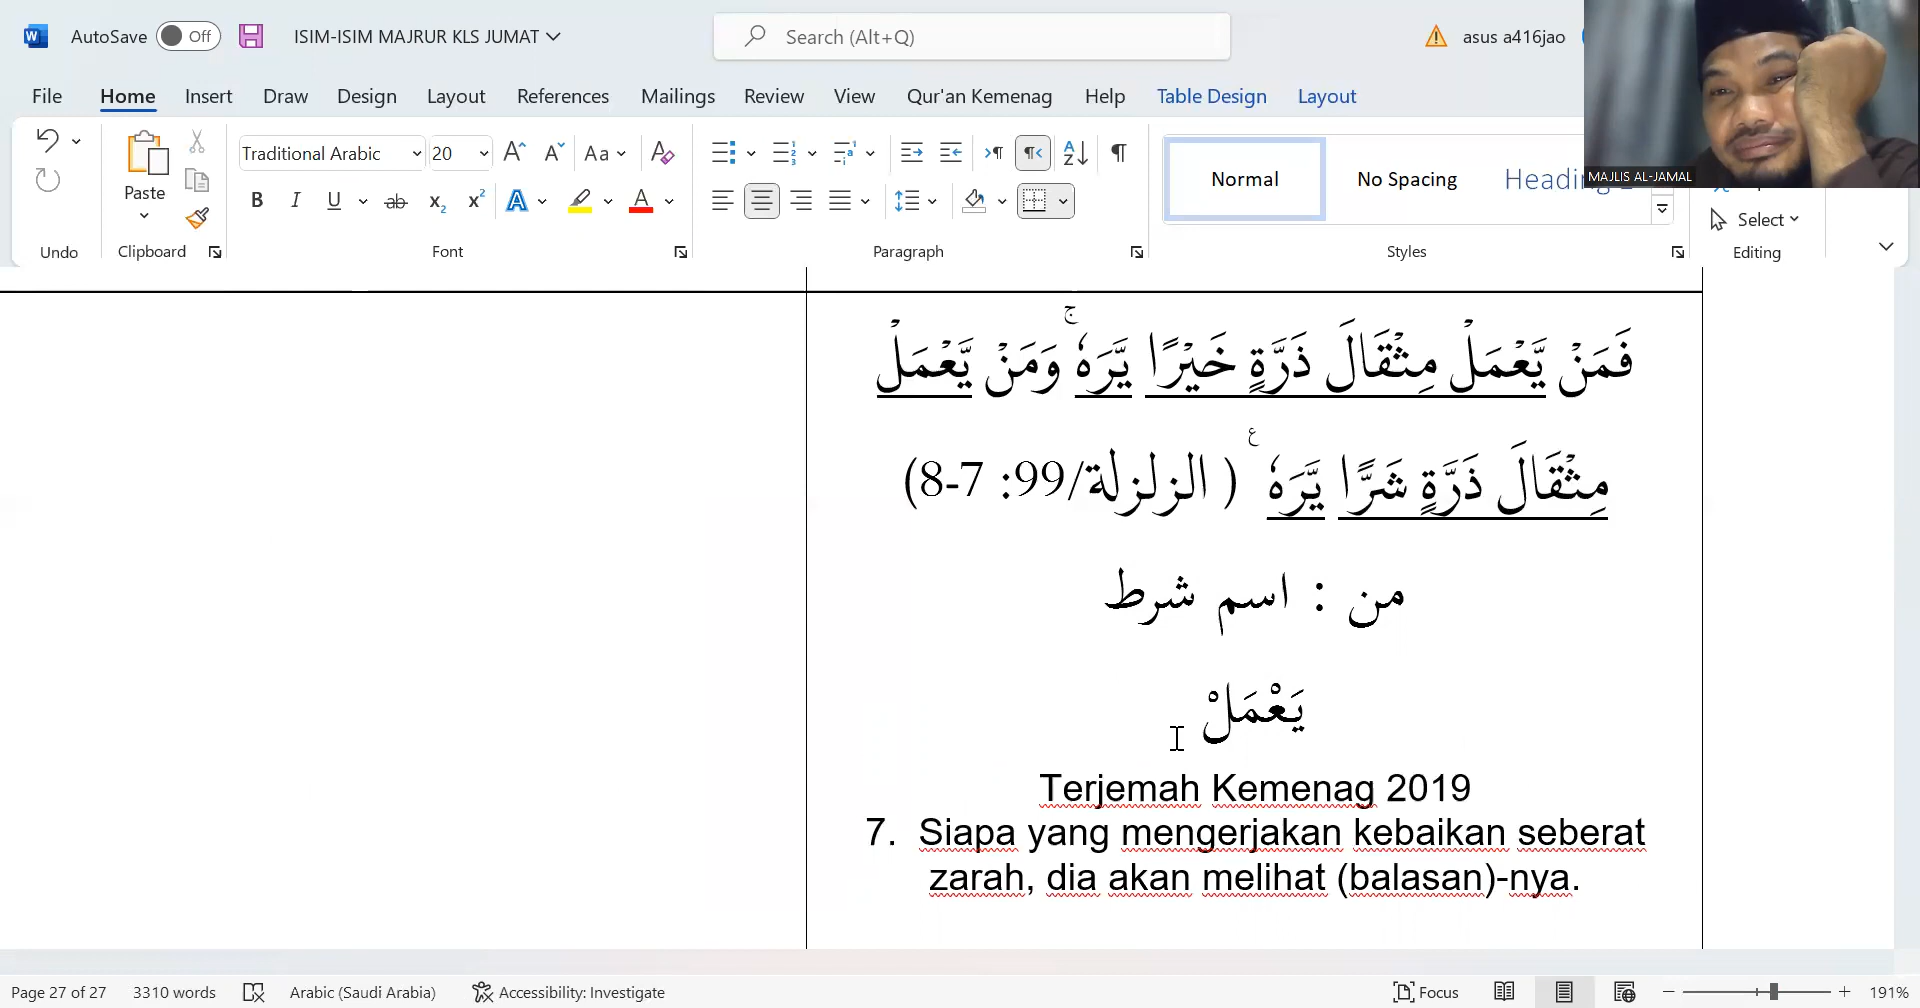 AutoSave Off ISIM-ISIM MAJRUR KLS JUMAT Search (Alt+Q) asus a416jao
File Home Insert Draw Design Layout References Mailings Review View Qur'an Kemenag Help Table Design Layout
MAJLIS AL-JAMAL
Paste Traditional Arabic 20 Normal No Spacing Heading
Select
Undo Clipboard Font Paragraph Styles Editing
فَمَنْ يَّعْمَلْ مِثْقَالَ ذَرَّةٍ خَيْرًا يَّرَهٗۚ وَمَنْ يَّعْمَلْ
مِثْقَالَ ذَرَّةٍ شَرًّا يَّرَهٗ ࣖ ( الزلزلة/99: 7-8)
من : اسم شرط
يَعْمَلْ
Terjemah Kemenag 2019
7. Siapa yang mengerjakan kebaikan seberat
zarah, dia akan melihat (balasan)-nya.
Page 27 of 27 3310 words Arabic (Saudi Arabia) Accessibility: Investigate Focus 191%